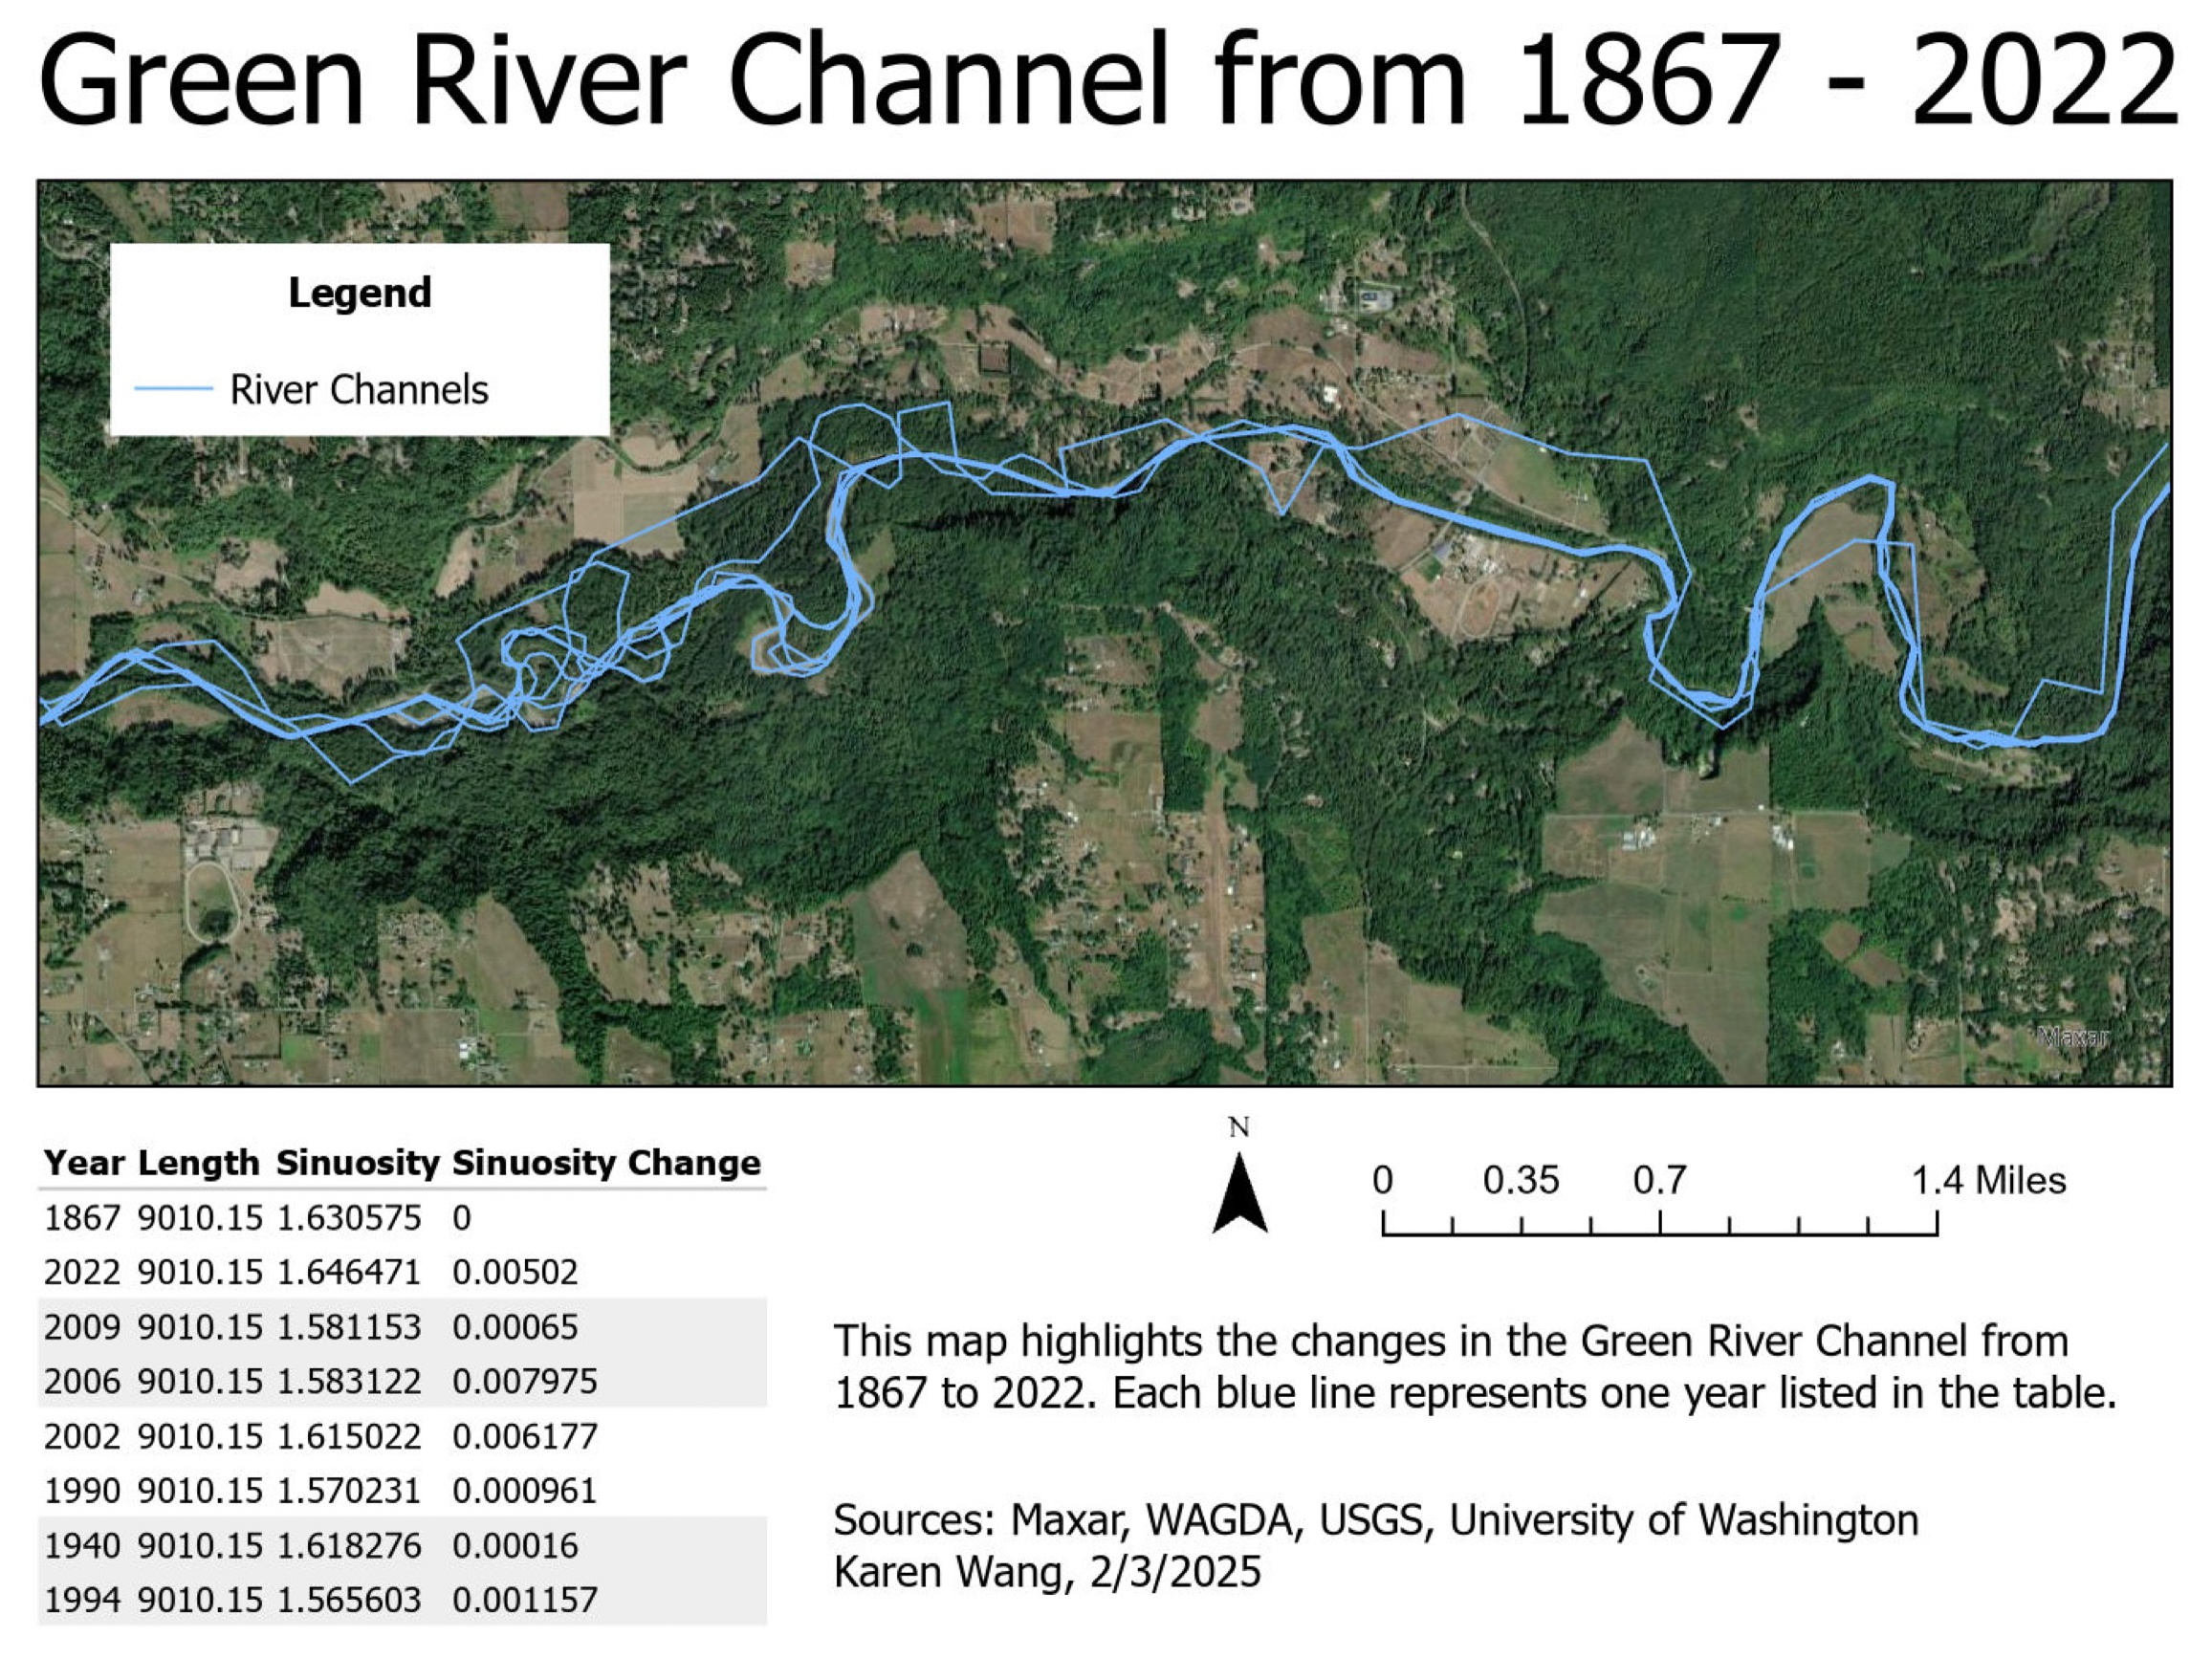 Green River Channel from 1867 - 2022
Legend
River Channels
Maxar
Year Length Sinuosity Sinuosity Change
1867 9010.15 1.630575 0
2022 9010.15 1.646471 0.00502
2009 9010.15 1.581153 0.00065
2006 9010.15 1.583122 0.007975
2002 9010.15 1.615022 0.006177
1990 9010.15 1.570231 0.000961
1940 9010.15 1.618276 0.00016
1994 9010.15 1.565603 0.001157
N
0 0.35 0.7 1.4 Miles
This map highlights the changes in the Green River Channel from
1867 to 2022. Each blue line represents one year listed in the table.
Sources: Maxar, WAGDA, USGS, University of Washington
Karen Wang, 2/3/2025